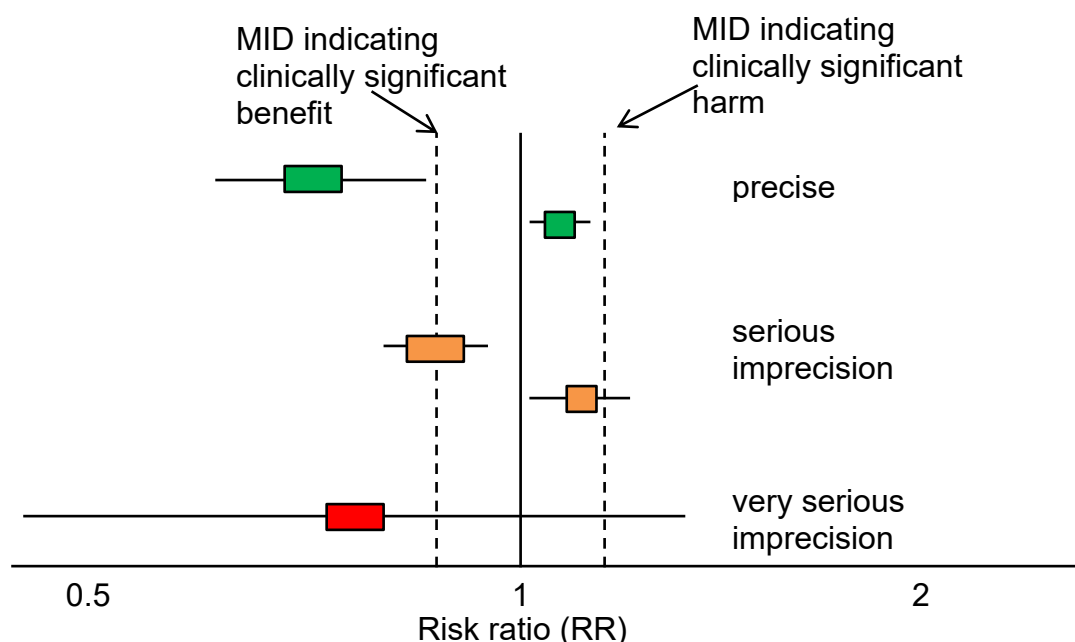 MID indicating
clinically significant
benefit
MID indicating
clinically significant
harm
precise
serious
imprecision
very serious
imprecision
0.5
1
2
Risk ratio (RR)